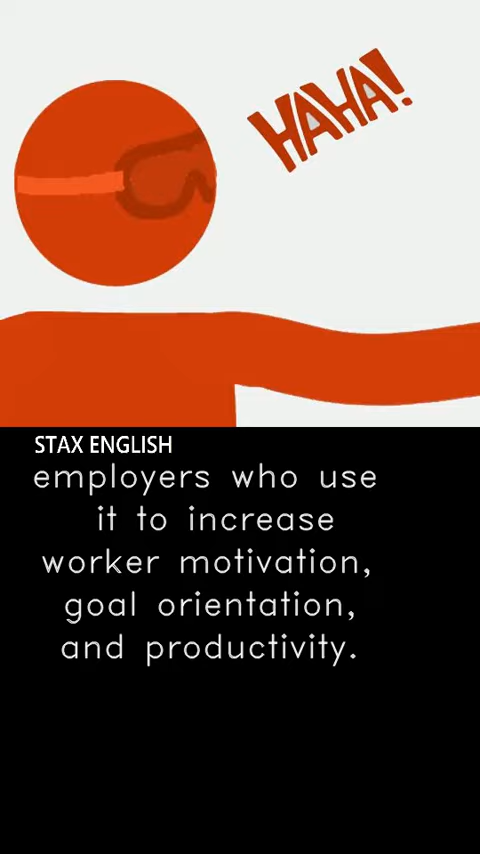 HAHA!
STAX ENGLISH
employers who use
it to increase
worker motivation,
goal orientation,
and productivity.